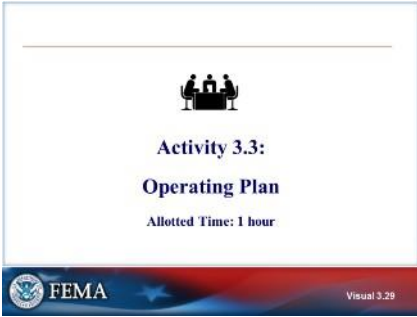 Activity 3.3:
Operating Plan
Allotted Time: 1 hour
FEMA
Visual 3.29